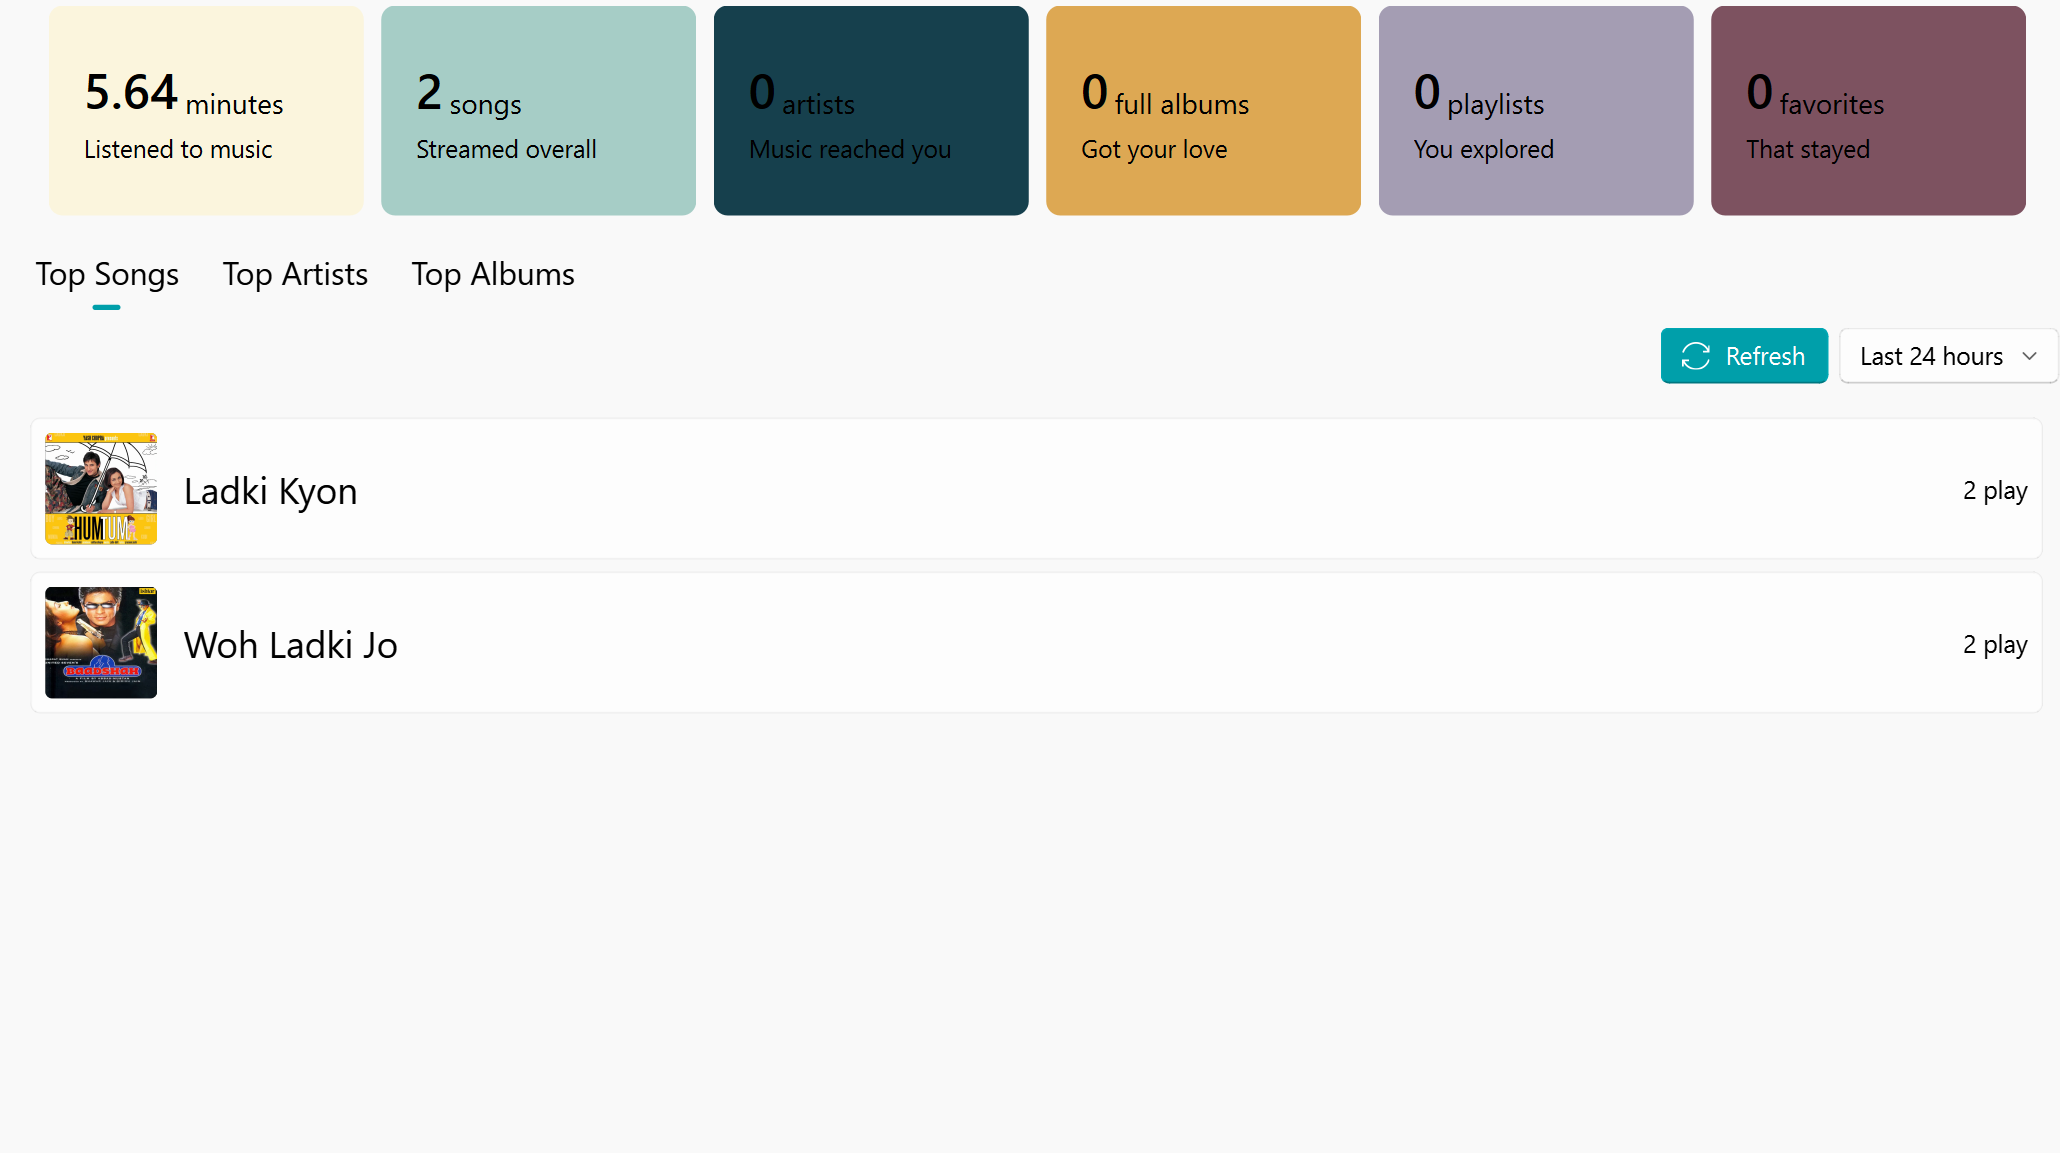 5.64 minutes
Listened to music
2 songs
Streamed overall
0 artists
Music reached you
0 full albums
Got your love
0 playlists
You explored
0 favorites
That stayed
Top Songs
Top Artists
Top Albums
Refresh
Last 24 hours
HUM TUM
Ladki Kyon
2 play
BAADSHAH
Woh Ladki Jo
2 play